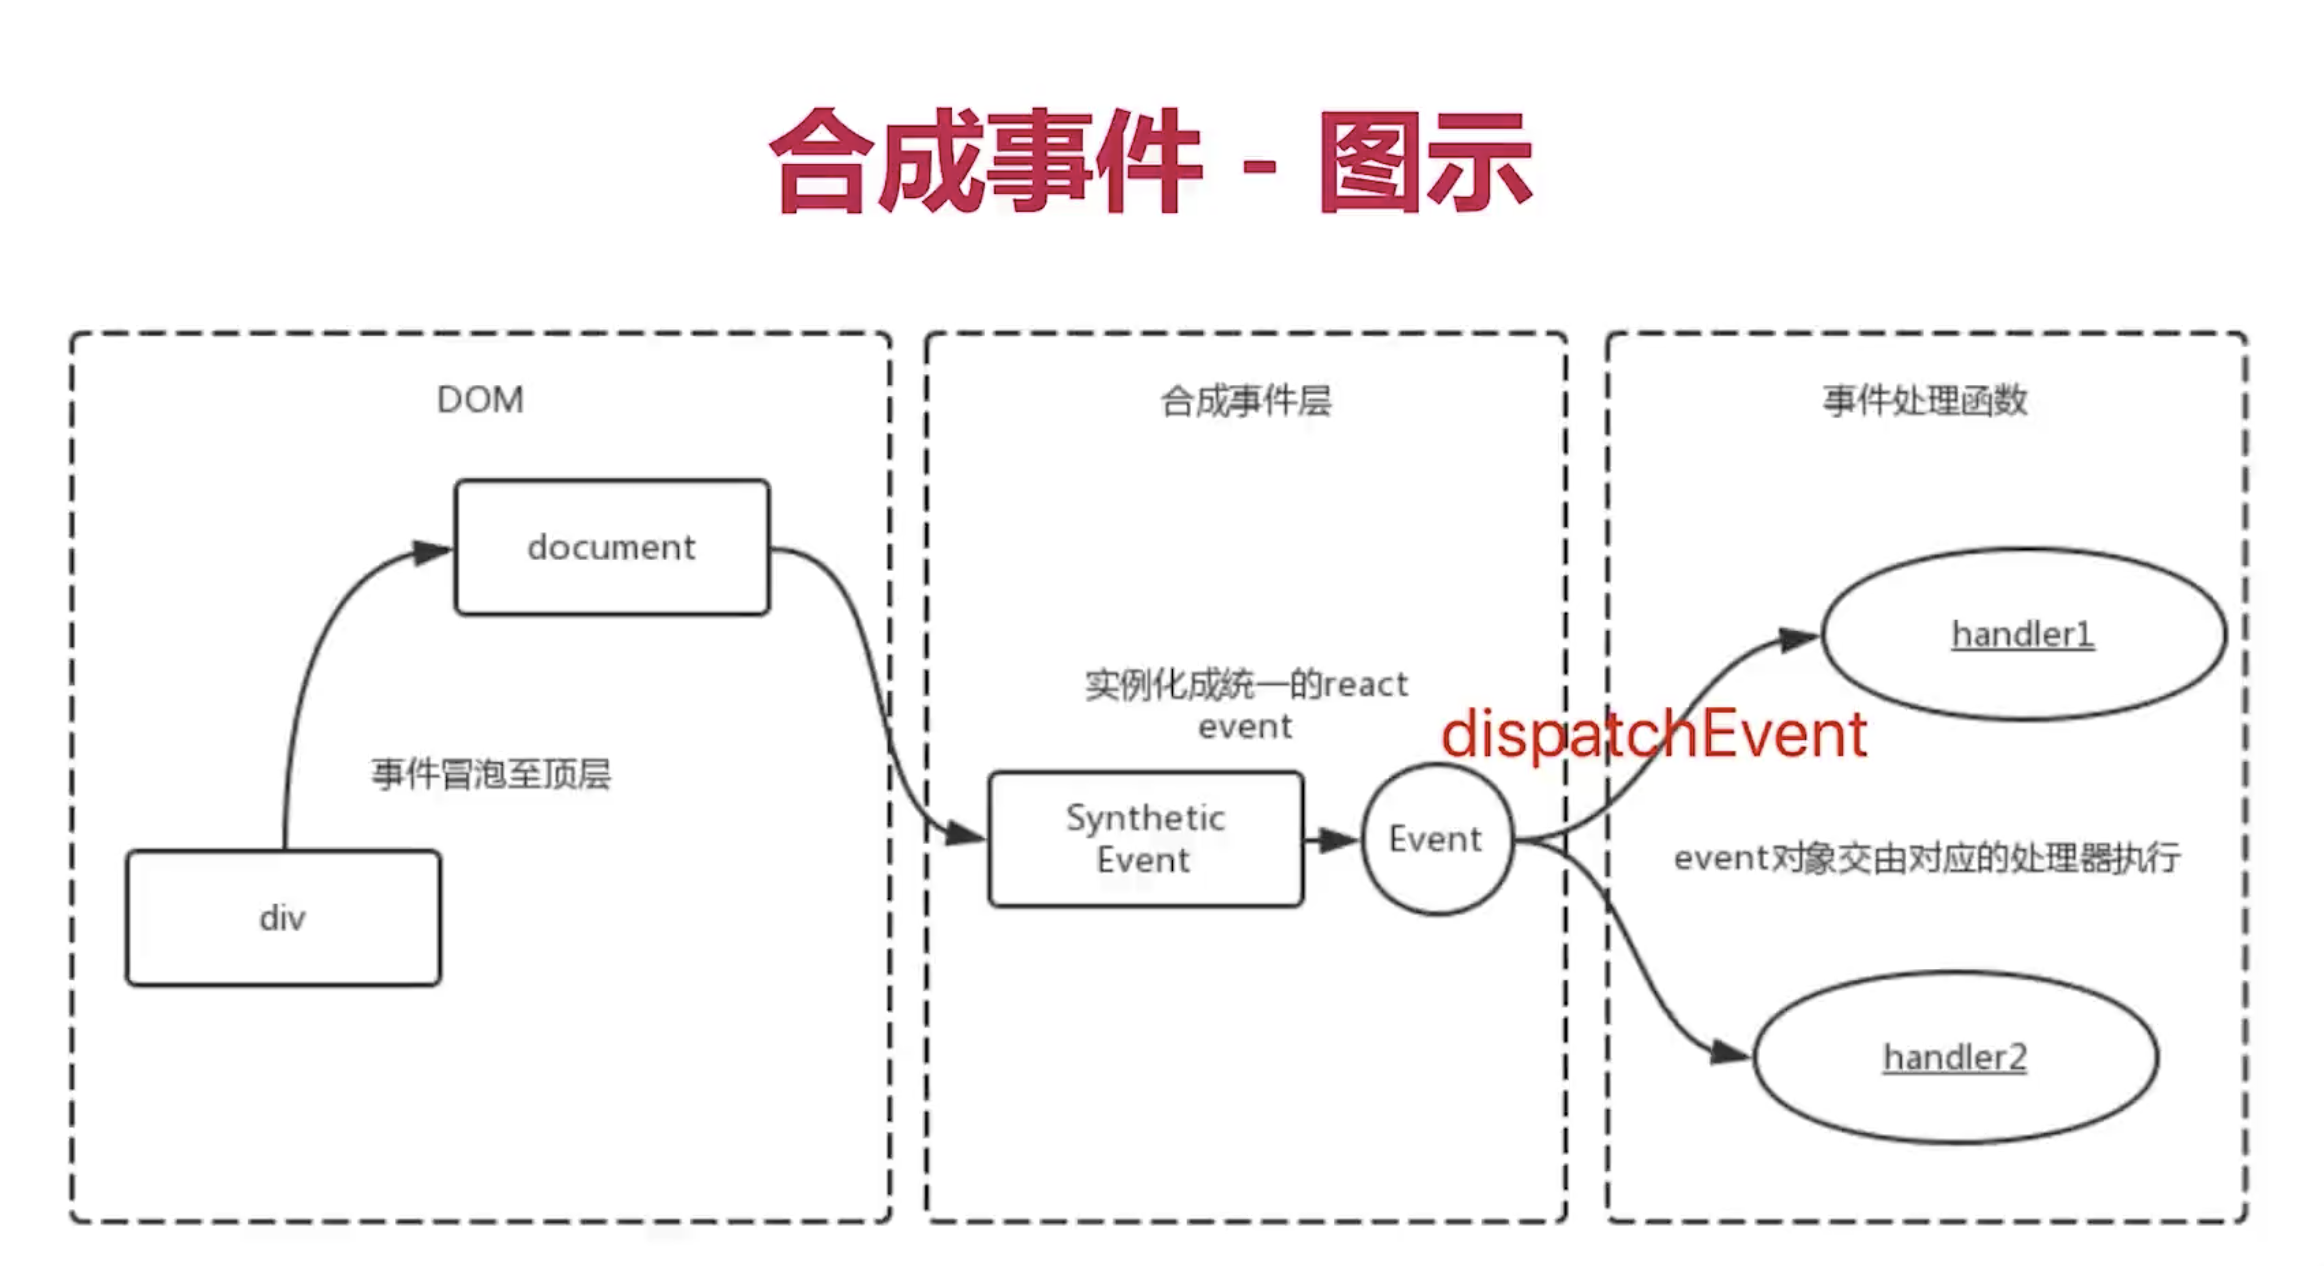 合成事件 - 图示
DOM
document
事件冒泡至顶层
div
合成事件层
实例化成统一的react
event
Synthetic
Event
Event
dispatchEvent
事件处理函数
handler1
event对象交由对应的处理器执行
handler2